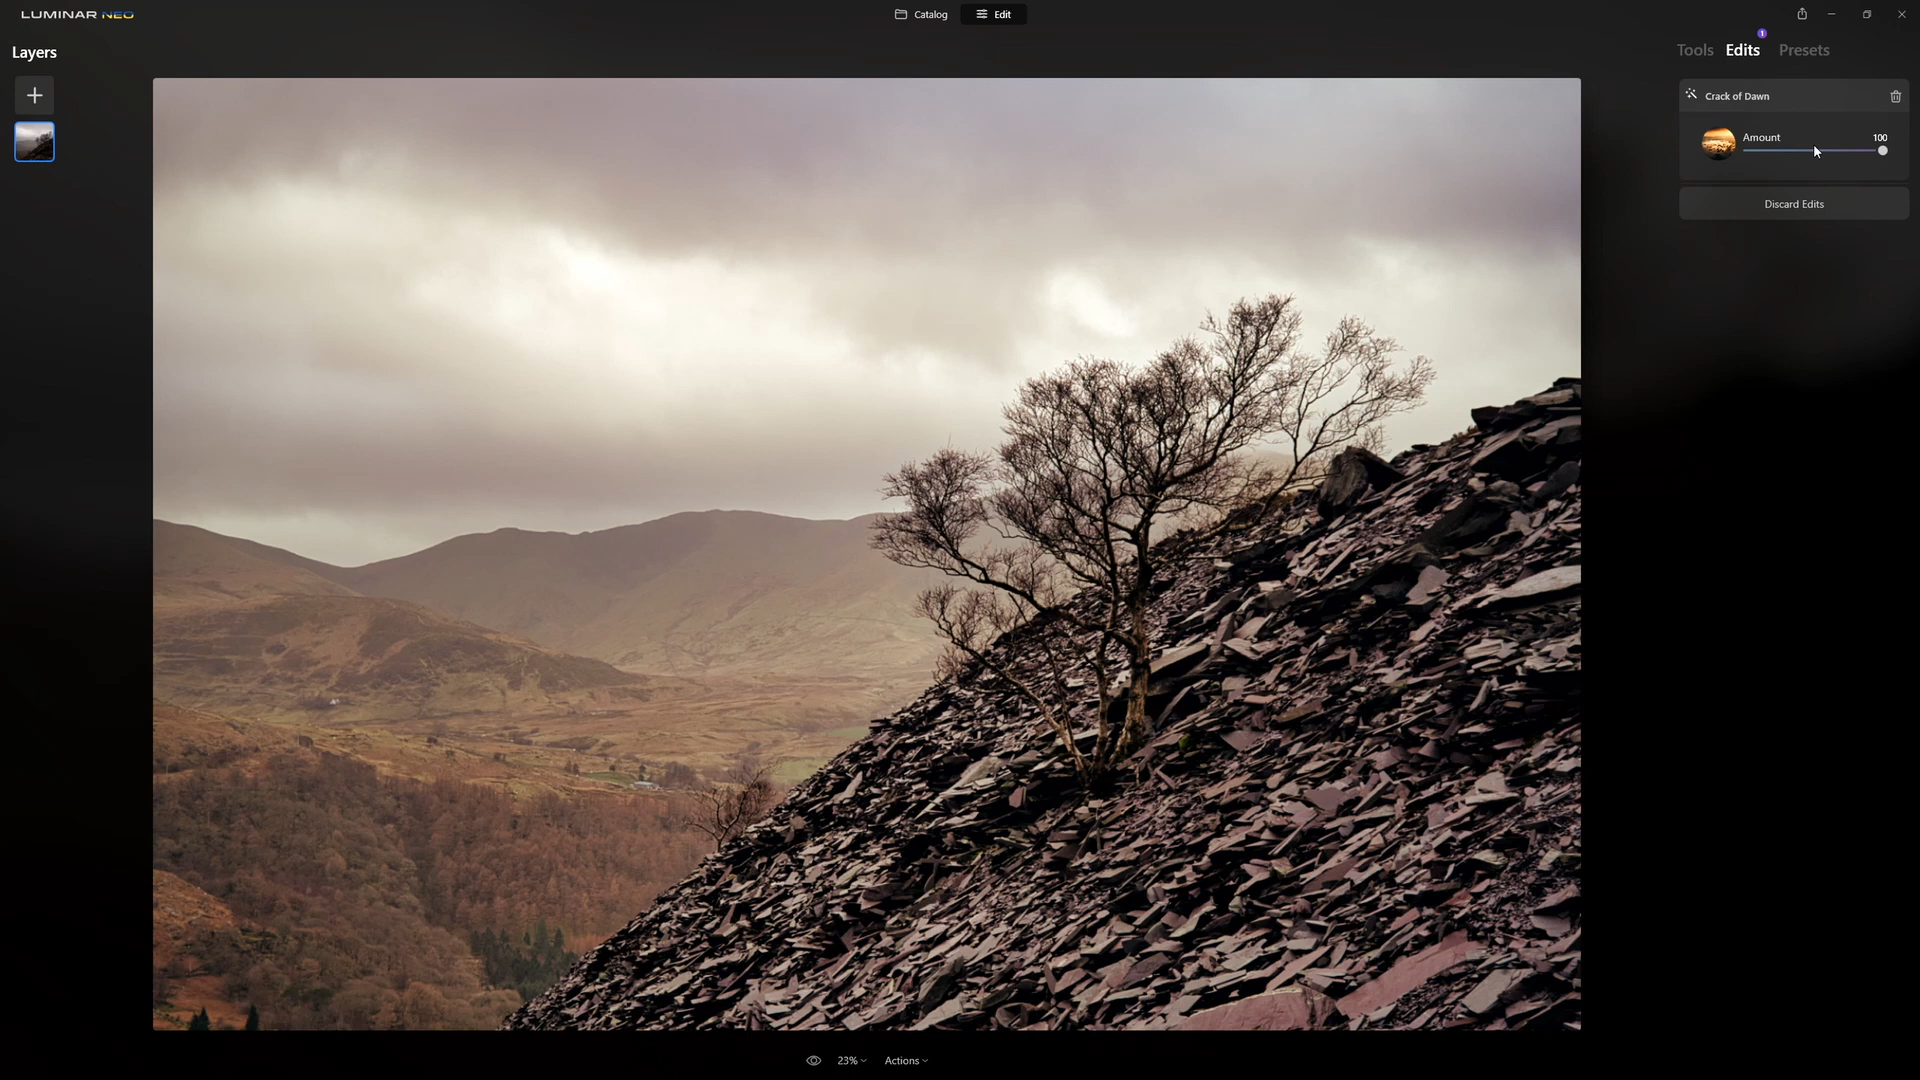 LUMINAR NEO
Catalog
Edit
Layers
1
Tools Edits Presets
Crack of Dawn
Amount 100
Discard Edits
23%
Actions